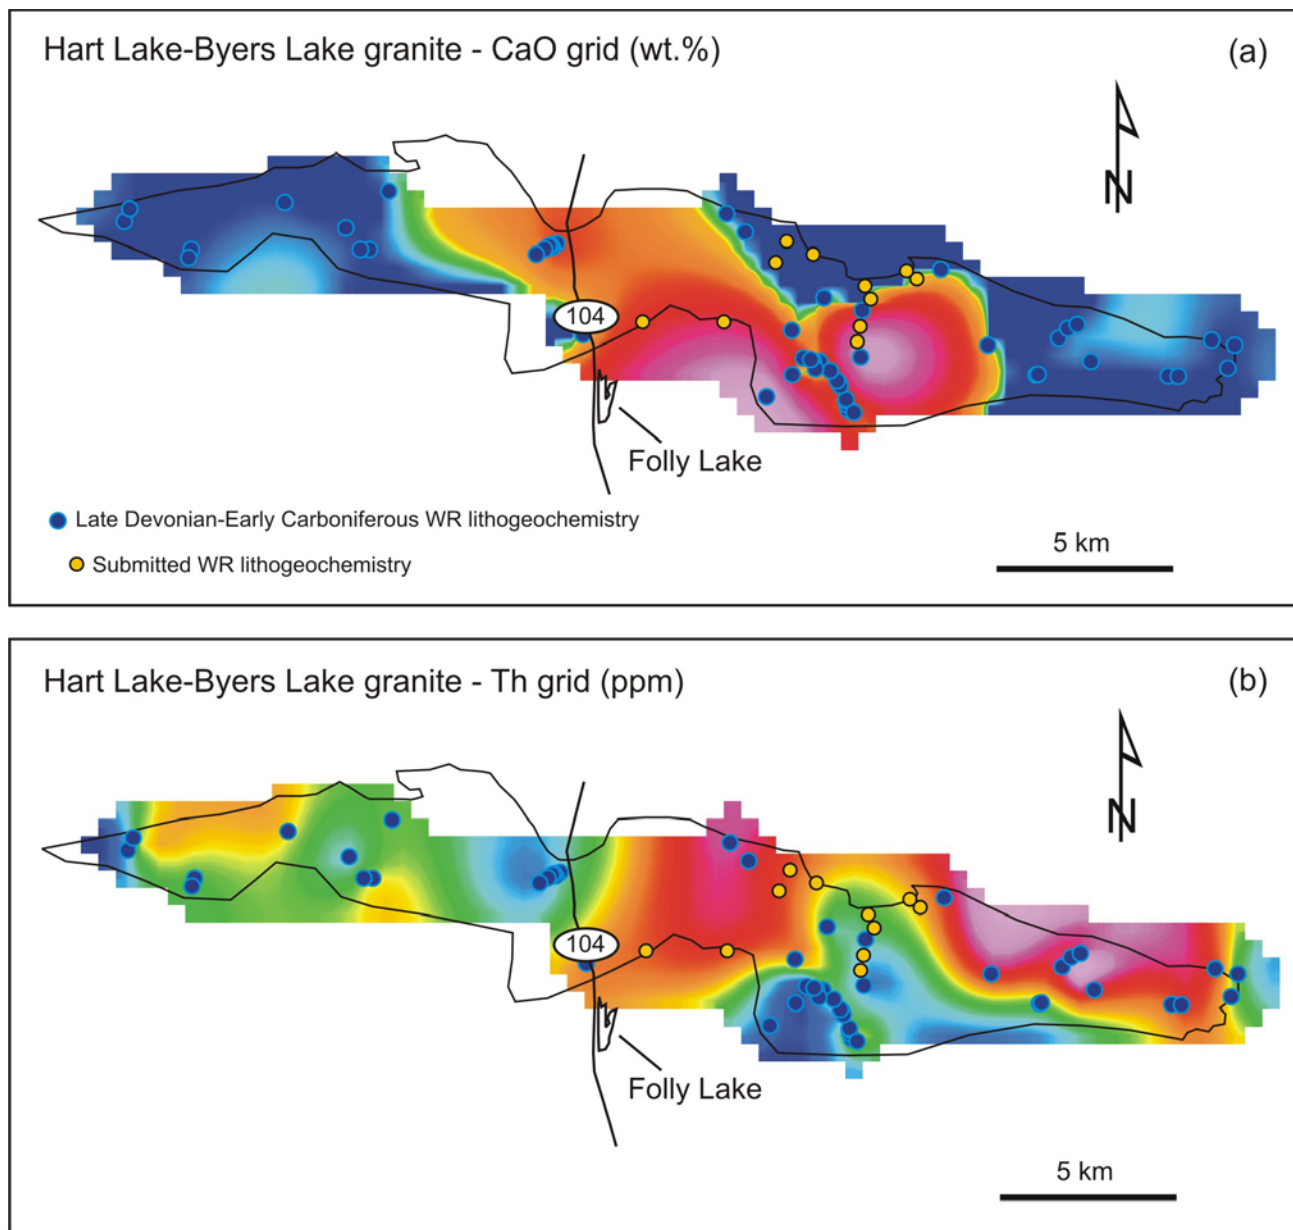 Hart Lake-Byers Lake granite - CaO grid (wt.%)
(a)
N
104
Folly Lake
Late Devonian-Early Carboniferous WR lithogeochemistry
Submitted WR lithogeochemistry
5 km
Hart Lake-Byers Lake granite - Th grid (ppm)
(b)
N
104
Folly Lake
5 km